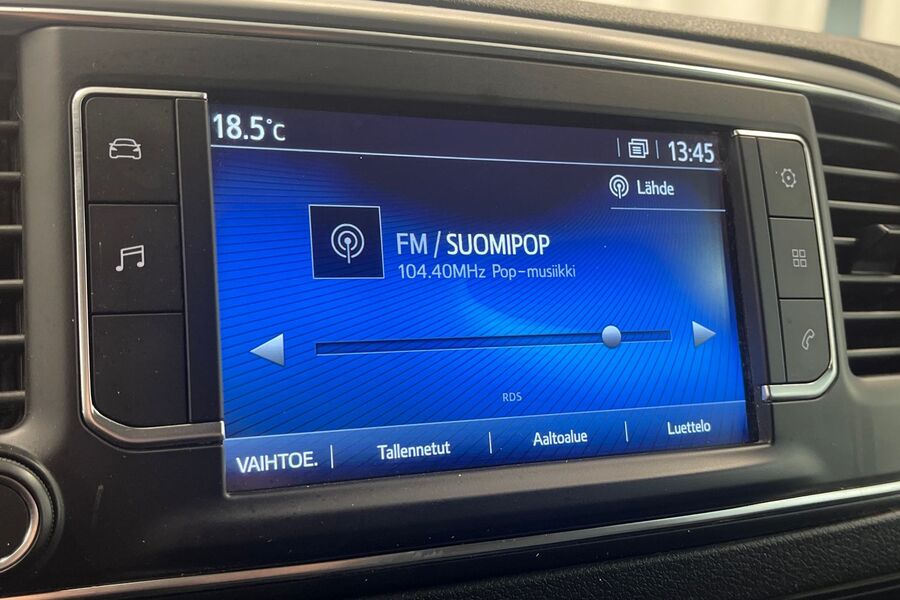 18.5°C
13:45
Lähde
FM / SUOMIPOP
104.40MHz Pop-musiikki
RDS
VAIHTOE. Tallennetut Aaltoalue Luettelo